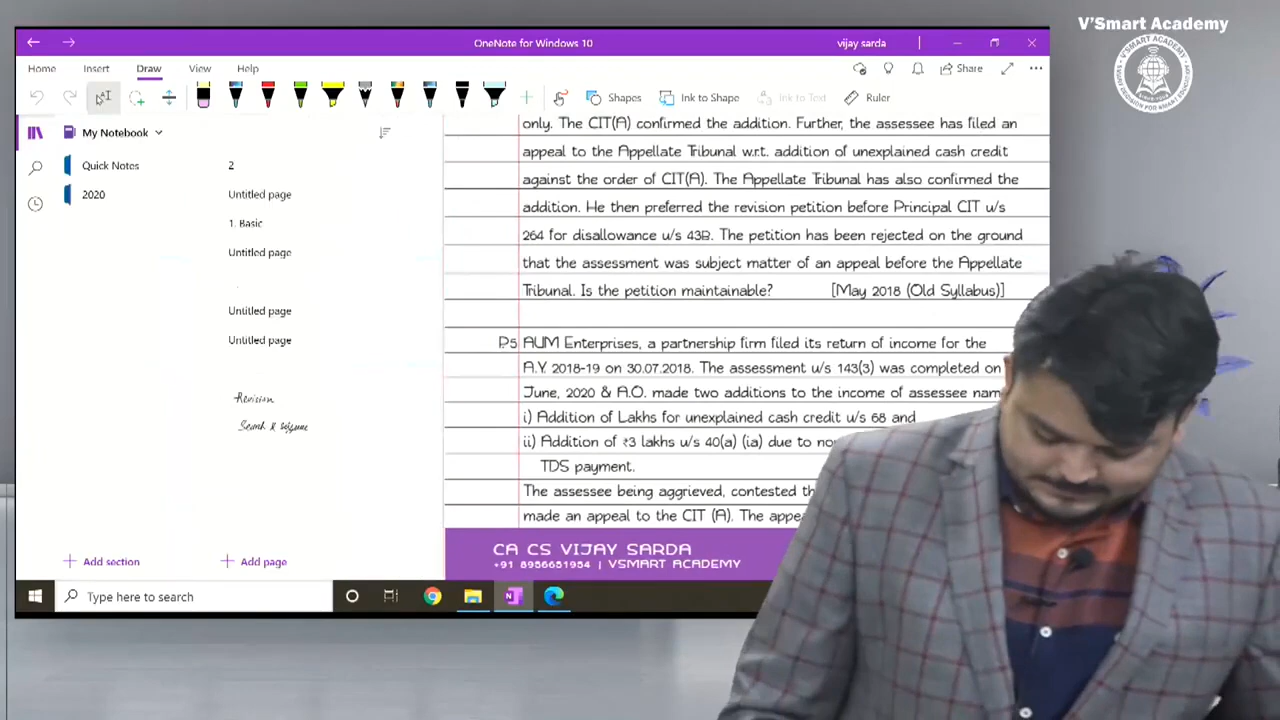 V'Smart Academy
OneNote for Windows 10
vijay sarda
Home Insert Draw View Help
Share
Shapes Ink to Shape Ink to Text Ruler
My Notebook
Quick Notes
2020
2
Untitled page
1. Basic
Untitled page
Untitled page
Untitled page
Revision
Search & seizure
Add section
Add page
only. The CIT(A) confirmed the addition. Further, the assessee has filed an
appeal to the Appellate Tribunal w.r.t. addition of unexplained cash credit
against the order of CIT(A). The Appellate Tribunal has also confirmed the
addition. He then preferred the revision petition before Principal CIT u/s
264 for disallowance u/s 43B. The petition has been rejected on the ground
that the assessment was subject matter of an appeal before the Appellate
Tribunal. Is the petition maintainable? [May 2018 (Old Syllabus)]
P.5 AUM Enterprises, a partnership firm filed its return of income for the
A.Y. 2018-19 on 30.07.2018. The assessment u/s 143(3) was completed on
June, 2020 & A.O. made two additions to the income of assessee nam
i) Addition of Lakhs for unexplained cash credit u/s 68 and
ii) Addition of ₹3 lakhs u/s 40(a) (ia) due to
TDS payment.
The assessee being aggrieved, contested
made an appeal to the CIT (A). The
CA CS VIJAY SARDA
+91 8956651954 | VSMART ACADEMY
Type here to search